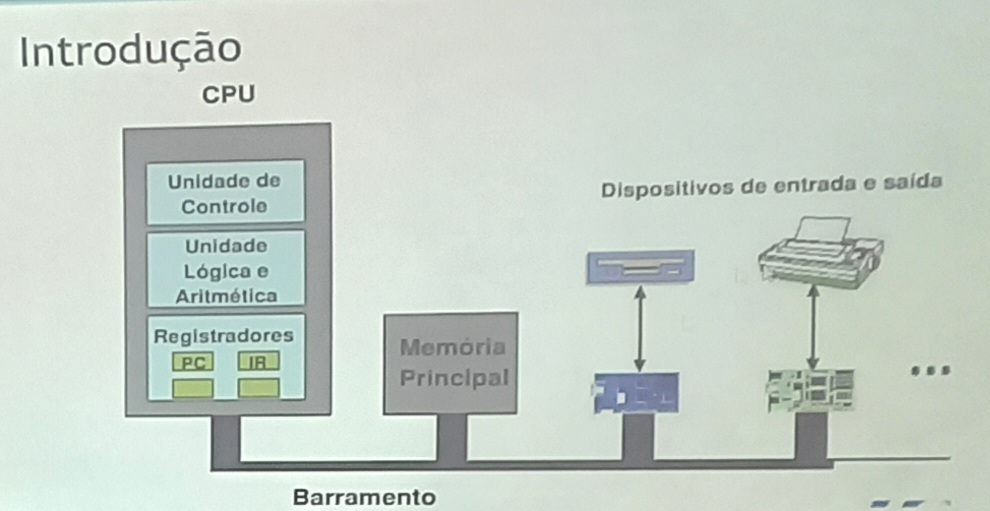 Introdução
CPU
Unidade de
Controle
Unidade
Lógica e
Aritmética
Registradores
PC
IR
Memória
Principal
Dispositivos de entrada e saída
...
Barramento